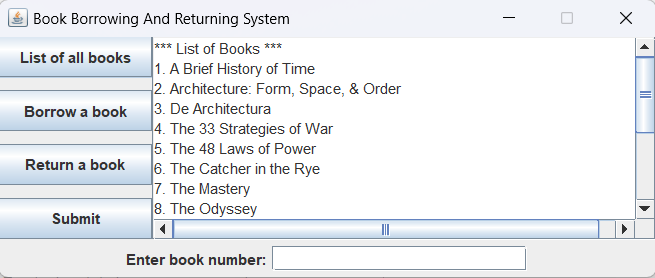 Book Borrowing And Returning System
List of all books
Borrow a book
Return a book
Submit
*** List of Books ***
1. A Brief History of Time
2. Architecture: Form, Space, & Order
3. De Architectura
4. The 33 Strategies of War
5. The 48 Laws of Power
6. The Catcher in the Rye
7. The Mastery
8. The Odyssey
Enter book number: